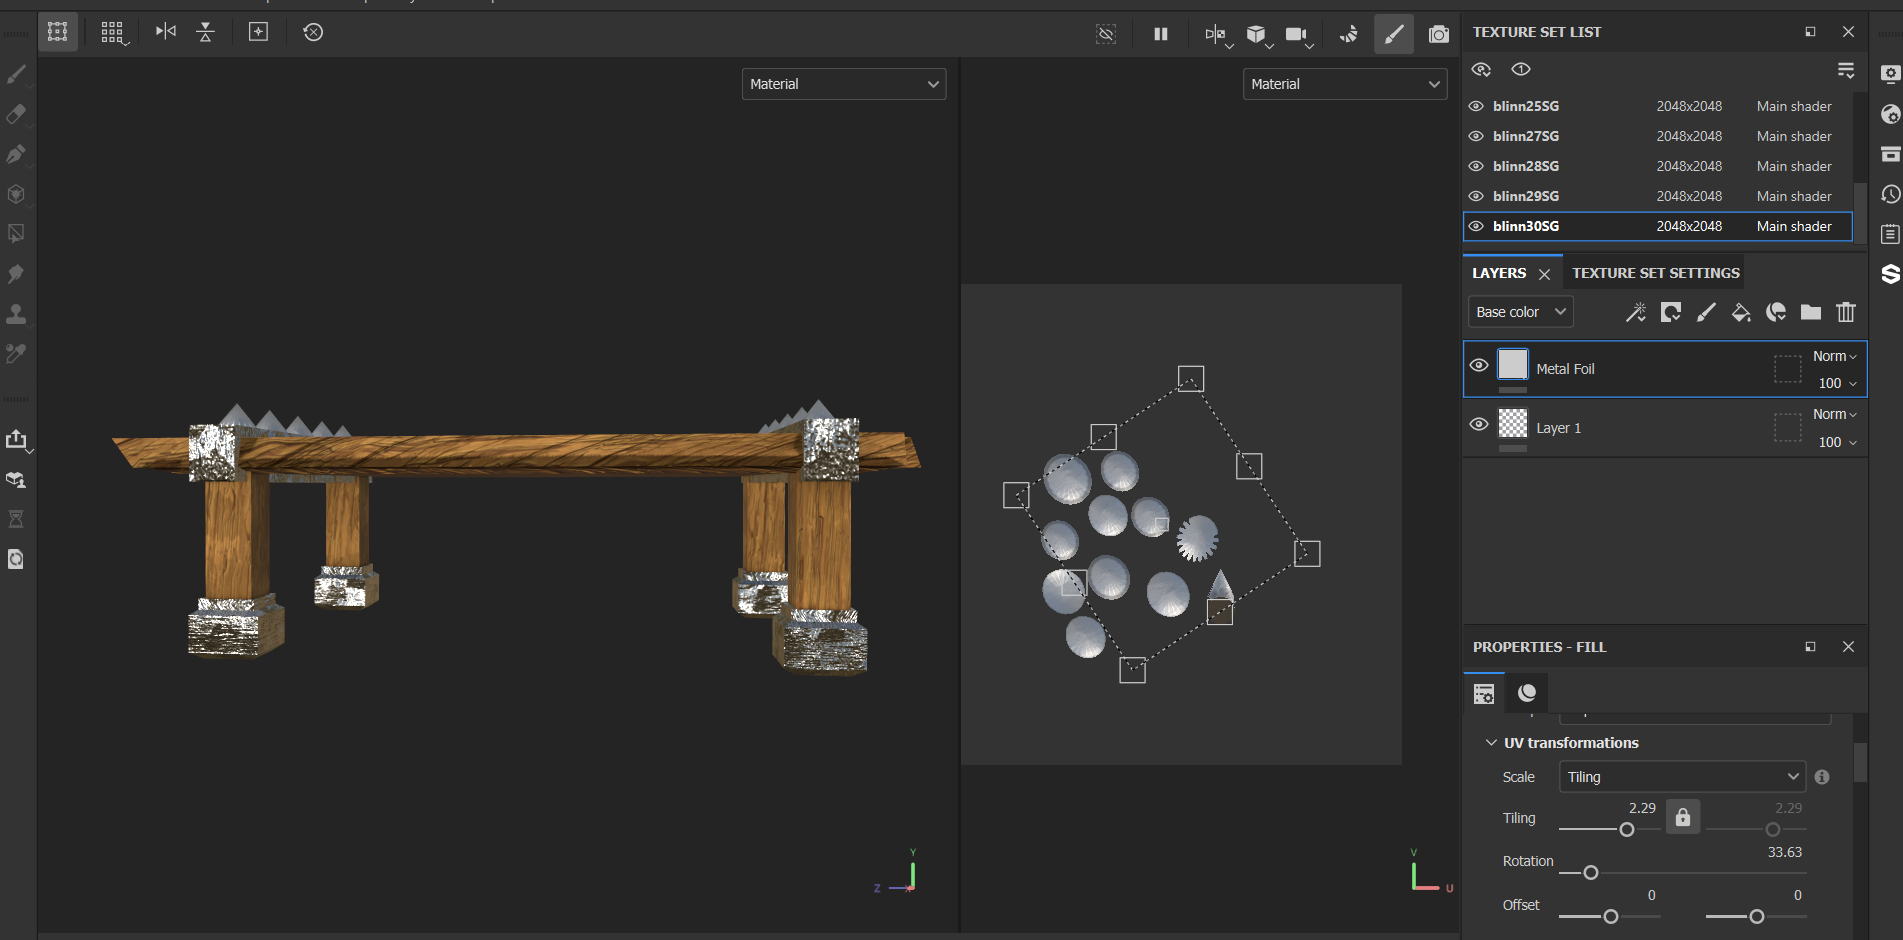 TEXTURE SET LIST
Material
Material
blinn25SG 2048x2048 Main shader
blinn27SG 2048x2048 Main shader
blinn28SG 2048x2048 Main shader
blinn29SG 2048x2048 Main shader
blinn30SG 2048x2048 Main shader
LAYERS TEXTURE SET SETTINGS
Base color
Metal Foil Norm
100
Layer 1 Norm
100
PROPERTIES - FILL
UV transformations
Scale Tiling
Tiling 2.29 2.29
Rotation 33.63
Offset 0 0
Y
Z X
V
U